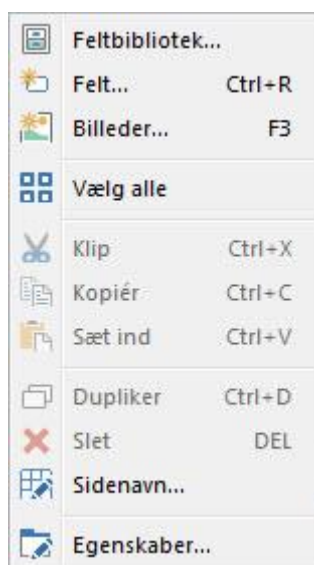 Feltbibliotek...
Felt... Ctrl+R
Billeder... F3
Vælg alle
Klip Ctrl+X
Kopiér Ctrl+C
Sæt ind Ctrl+V
Dupliker Ctrl+D
Slet DEL
Sidenavn...
Egenskaber...